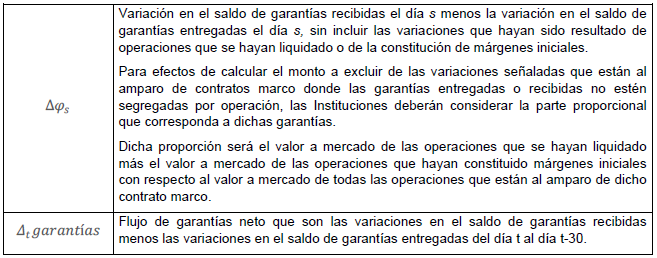 Variación en el saldo de garantías recibidas el día s menos la variación en el saldo de
garantías entregadas el día s, sin incluir las variaciones que hayan sido resultado de
operaciones que se hayan liquidado o de la constitución de márgenes iniciales.
Para efectos de calcular el monto a excluir de las variaciones señaladas que están al
amparo de contratos marco donde las garantías entregadas o recibidas no estén
Δφₛ
segregadas por operación, las Instituciones deberán considerar la parte proporcional
que corresponda a dichas garantías.
Dicha proporción será el valor a mercado de las operaciones que se hayan liquidado
más el valor a mercado de las operaciones que hayan constituido márgenes iniciales
con respecto al valor a mercado de todas las operaciones que están al amparo de dicho
contrato marco.
Δₜ garantías
Flujo de garantías neto que son las variaciones en el saldo de garantías recibidas
menos las variaciones en el saldo de garantías entregadas del día t al día t-30.